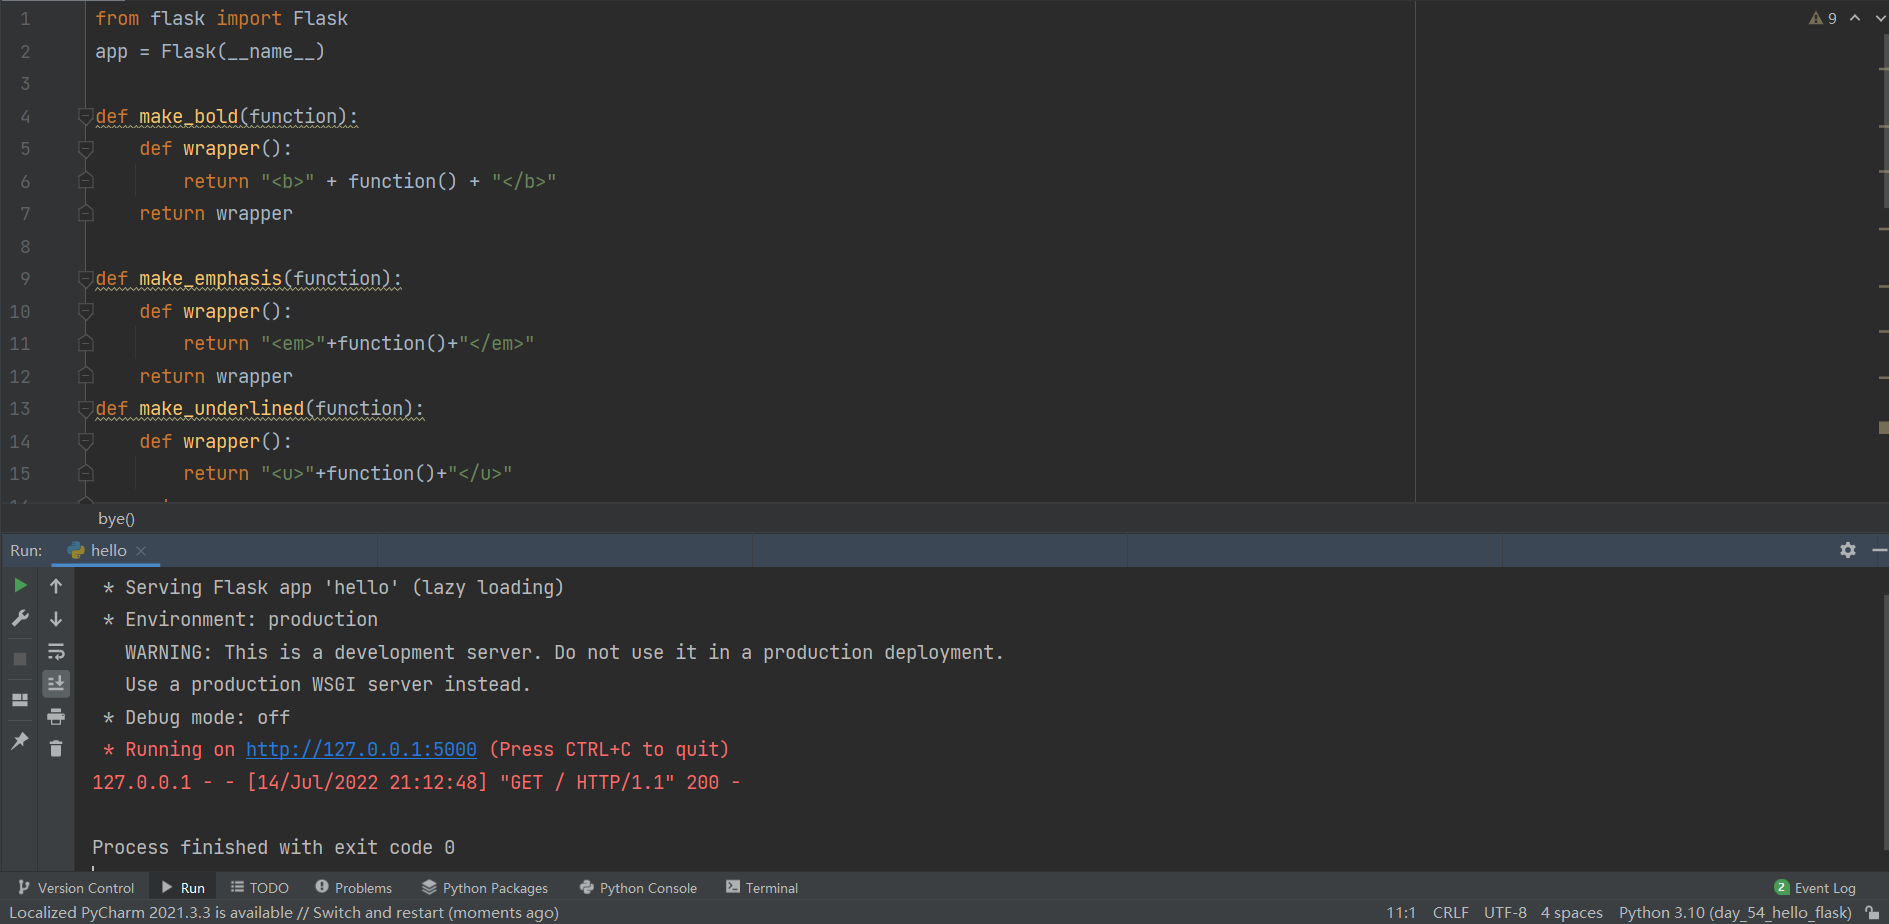 1 from flask import Flask
2 app = Flask(__name__)
3
4 def make_bold(function):
5 def wrapper():
6 return "<b>" + function() + "</b>"
7 return wrapper
8
9 def make_emphasis(function):
10 def wrapper():
11 return "<em>"+function()+"</em>"
12 return wrapper
13 def make_underlined(function):
14 def wrapper():
15 return "<u>"+function()+"</u>"
9
bye()
Run: hello
* Serving Flask app 'hello' (lazy loading)
* Environment: production
WARNING: This is a development server. Do not use it in a production deployment.
Use a production WSGI server instead.
* Debug mode: off
* Running on http://127.0.0.1:5000 (Press CTRL+C to quit)
127.0.0.1 - - [14/Jul/2022 21:12:48] "GET / HTTP/1.1" 200 -
Process finished with exit code 0
Version Control Run TODO Problems Python Packages Python Console Terminal 2 Event Log
Localized PyCharm 2021.3.3 is available // Switch and restart (moments ago) 11:1 CRLF UTF-8 4 spaces Python 3.10 (day_54_hello_flask)